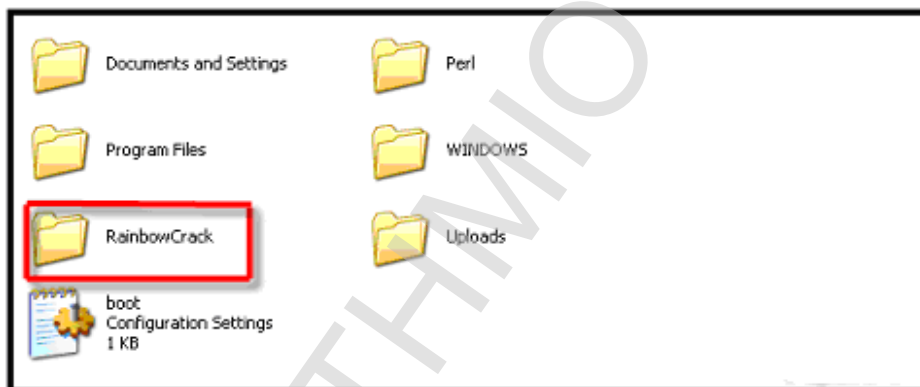 Documents and Settings
Perl
Program Files
WINDOWS
RainbowCrack
Uploads
boot
Configuration Settings
1 KB